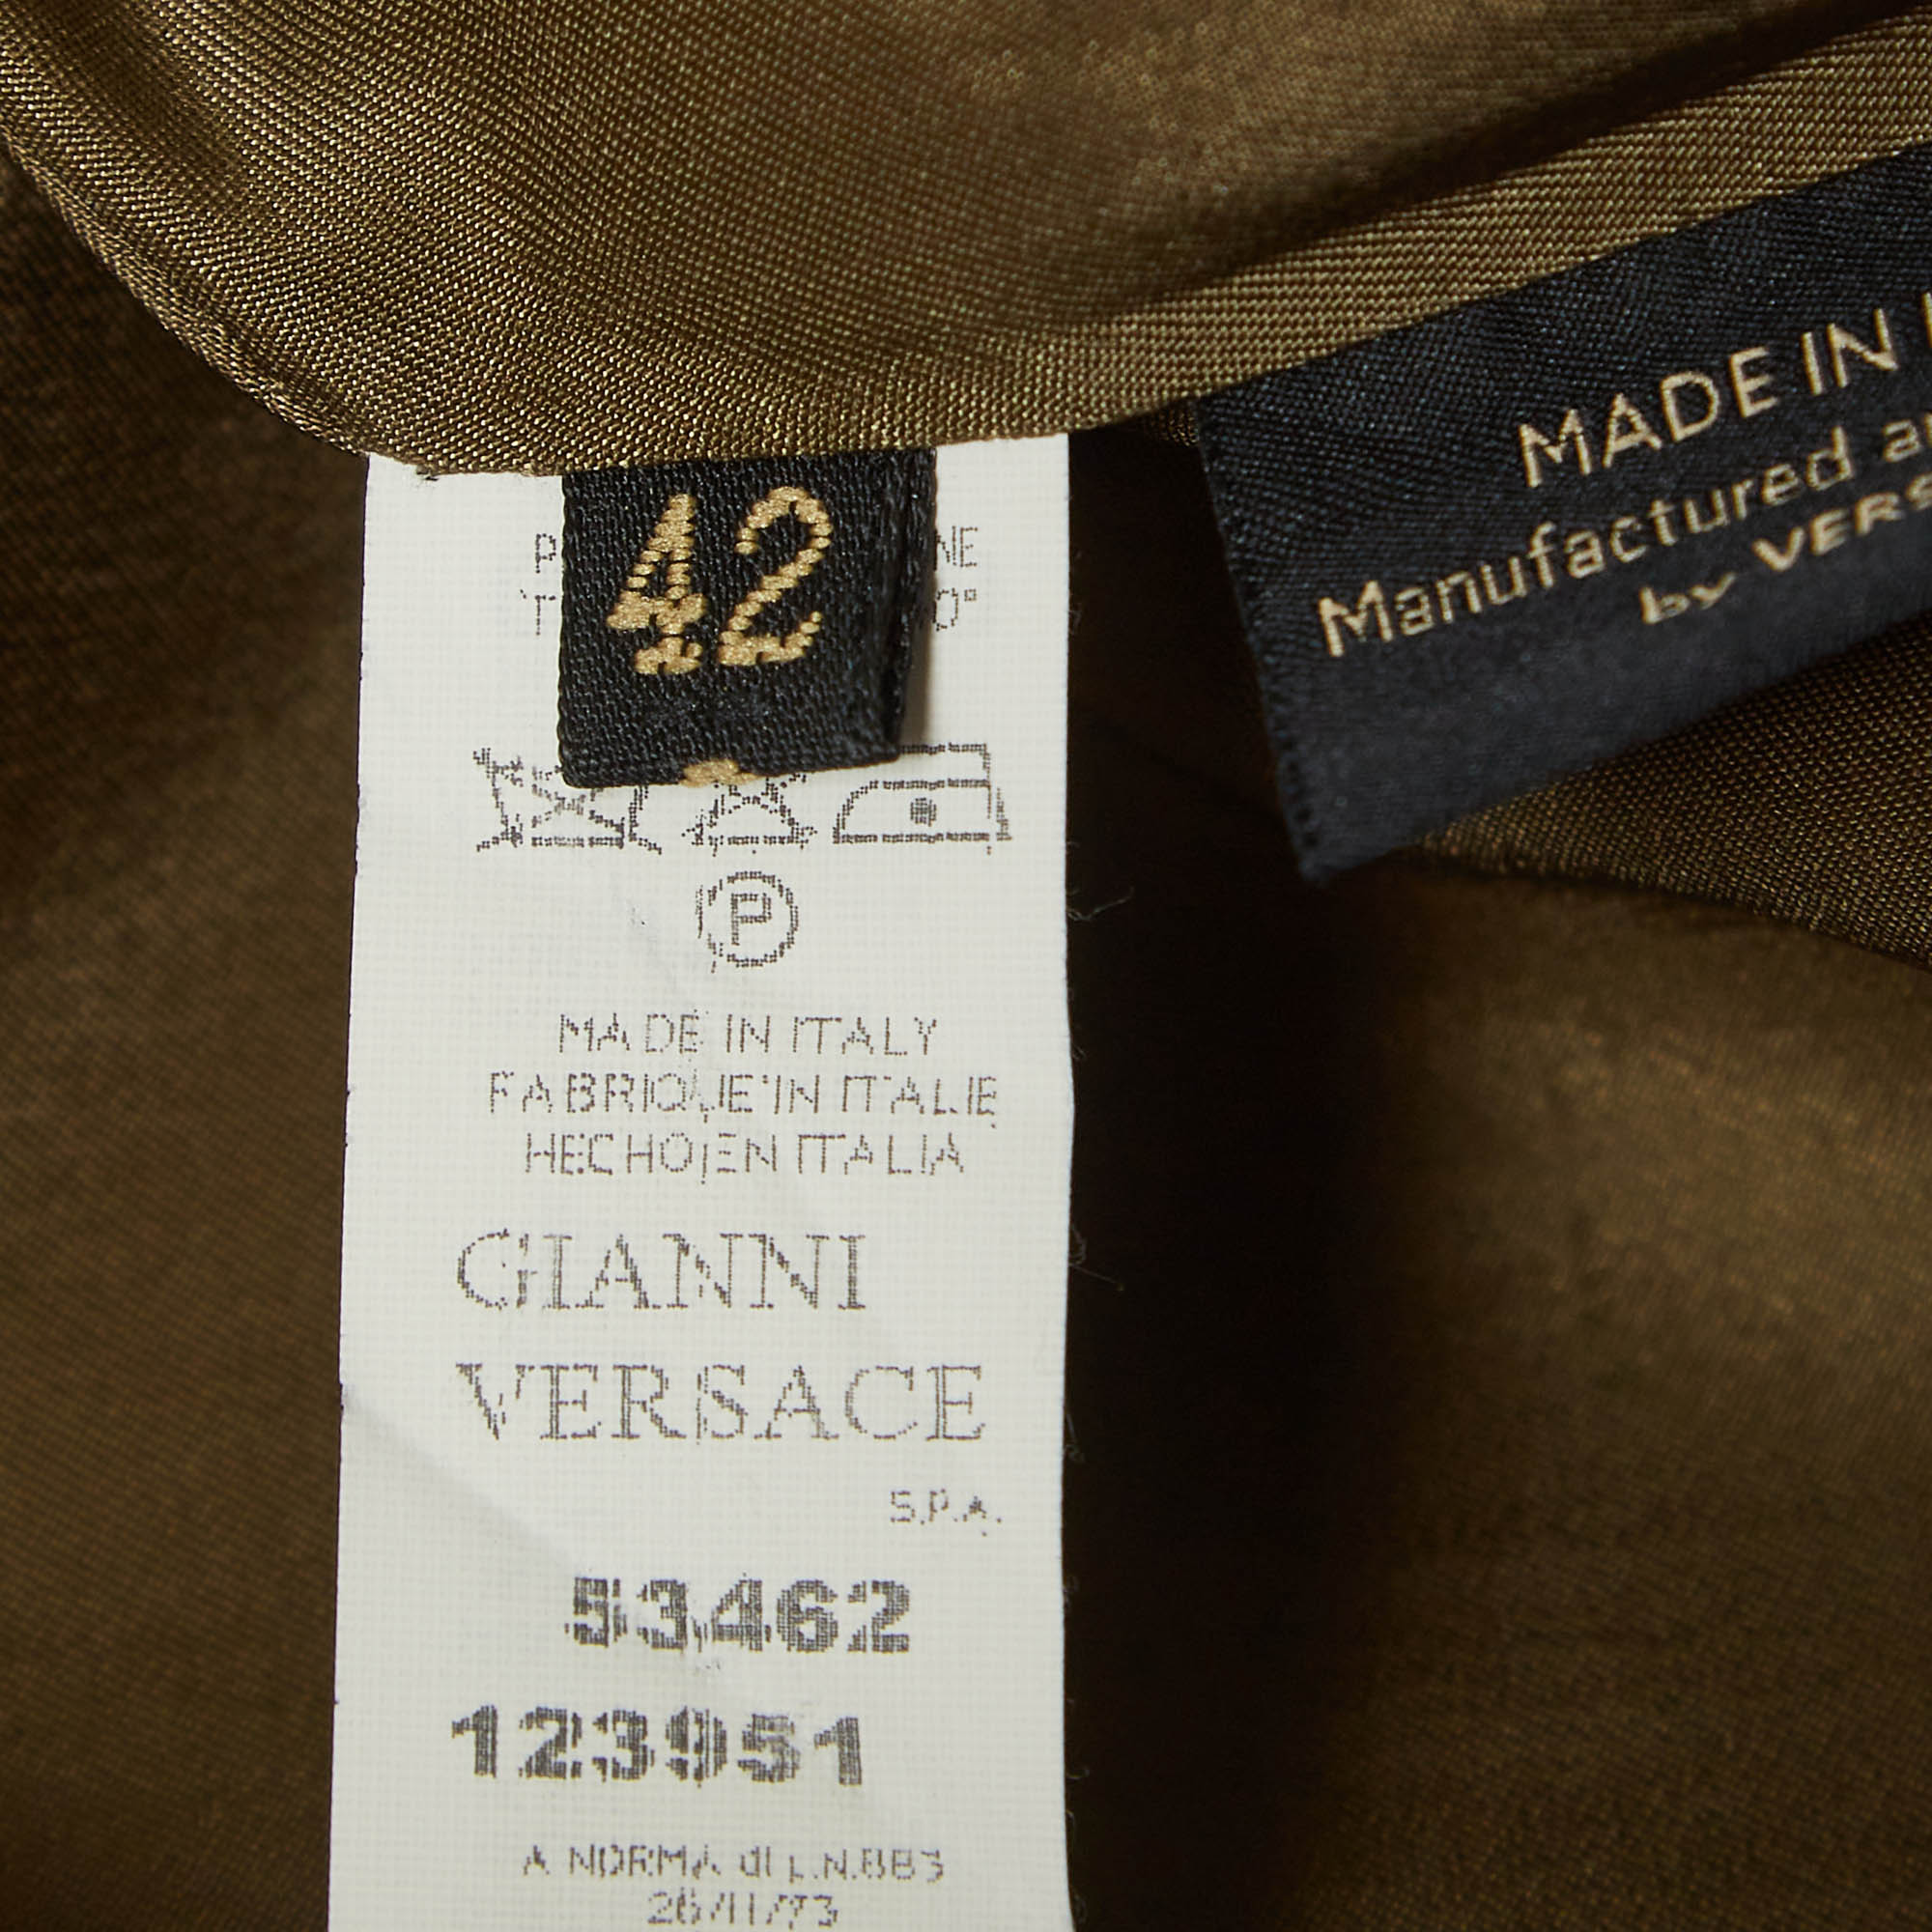 42
P
MADE IN ITALY
FABRIQUE'IN ITALIE
HECHO EN ITALIA
GIANNI
VERSACE
S.P.A.
53462
123951
A NORMA di L.N.883
26/11/73
MADE IN
Manufactured
by